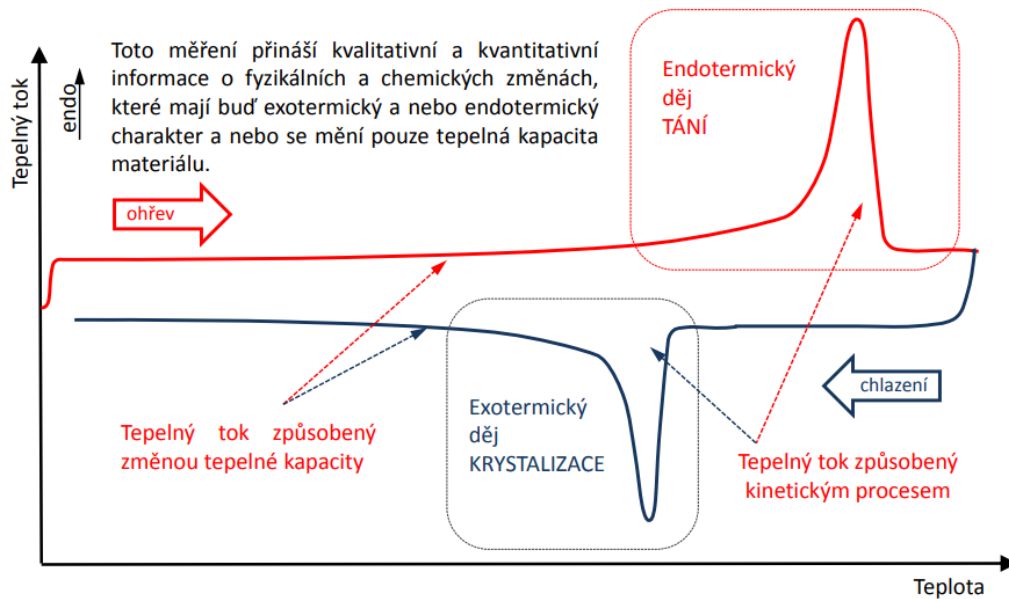 Tepelný tok
endo
Toto měření přináší kvalitativní a kvantitativní
informace o fyzikálních a chemických změnách,
které mají buď exotermický a nebo endotermický
charakter a nebo se mění pouze tepelná kapacita
materiálu.
ohřev
Endotermický
děj
TÁNÍ
chlazení
Tepelný tok způsobený
změnou tepelné kapacity
Exotermický
děj
KRYSTALIZACE
Tepelný tok způsobený
kinetickým procesem
Teplota